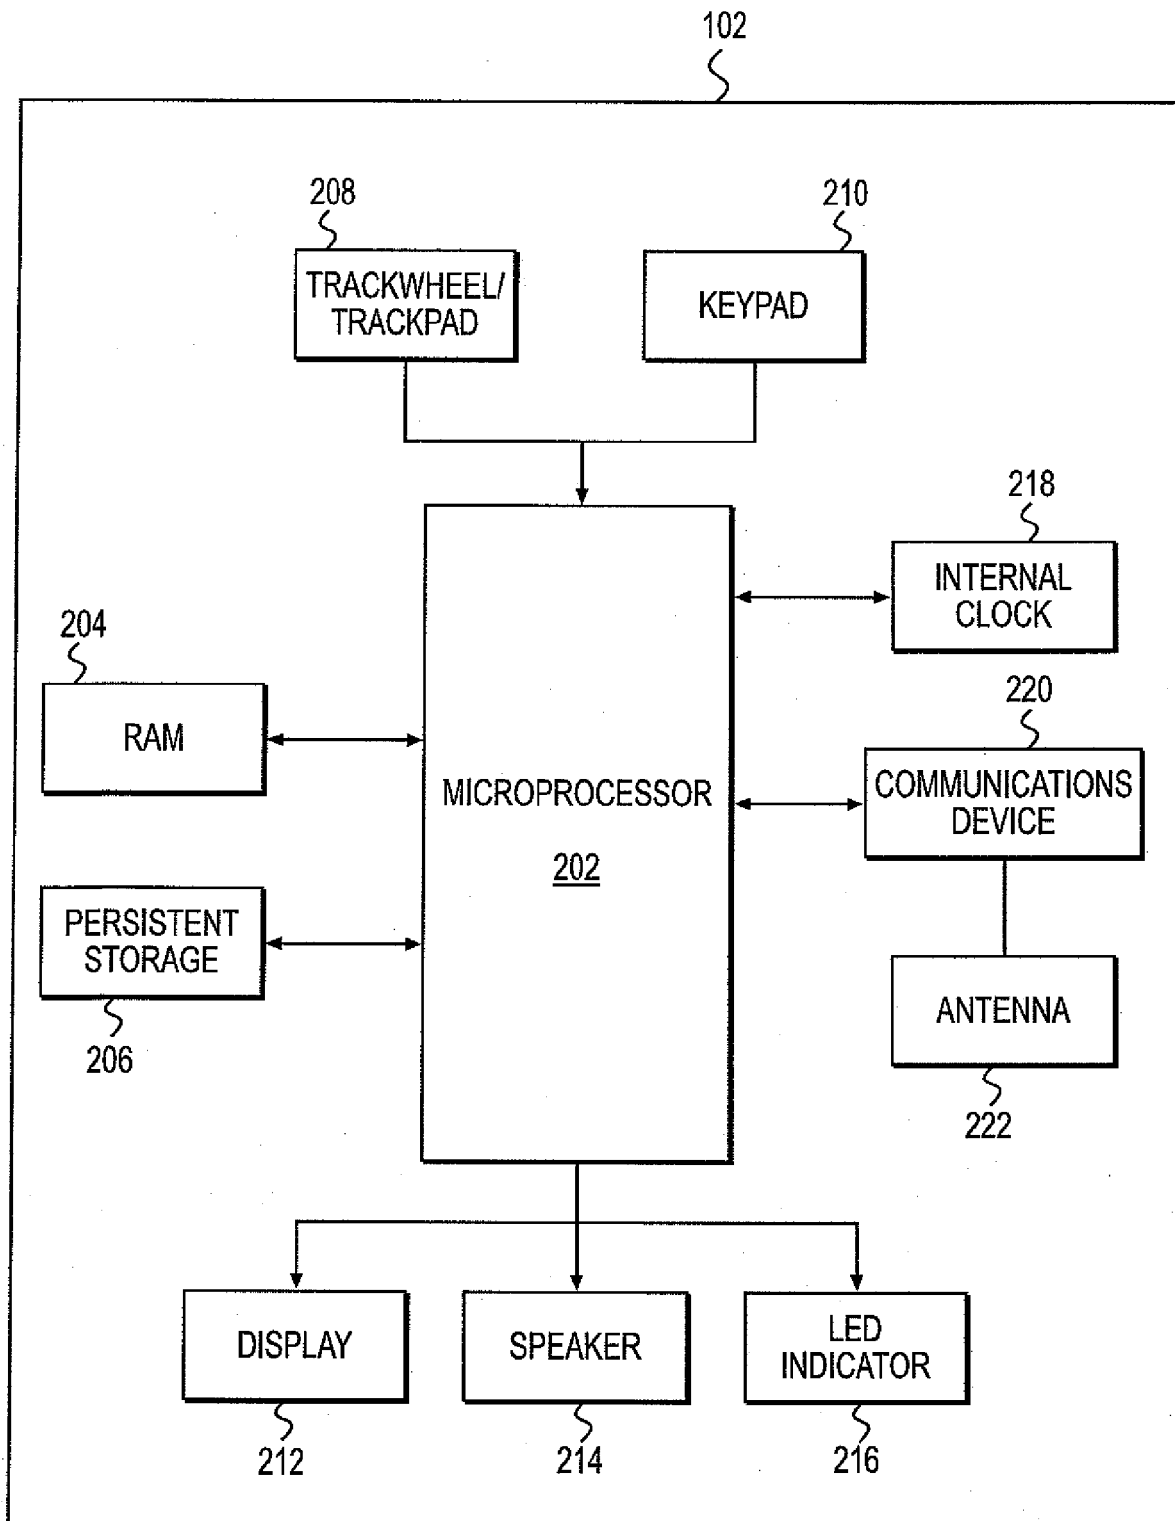 102
208
210
TRACKWHEEL/
TRACKPAD
KEYPAD
218
INTERNAL
CLOCK
204
RAM
220
COMMUNICATIONS
DEVICE
MICROPROCESSOR
202
PERSISTENT
STORAGE
206
ANTENNA
222
DISPLAY
SPEAKER
LED
INDICATOR
212
214
216